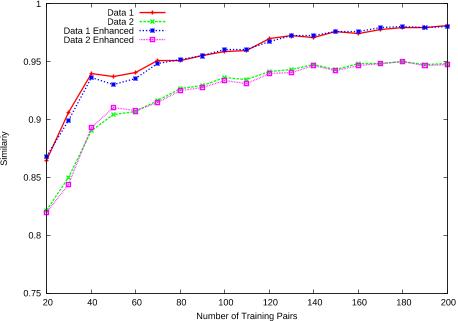 1
0.95
0.9
0.85
0.8
0.75
Similariy
Data 1
Data 2
Data 1 Enhanced
Data 2 Enhanced
20 40 60 80 100 120 140 160 180 200
Number of Training Pairs